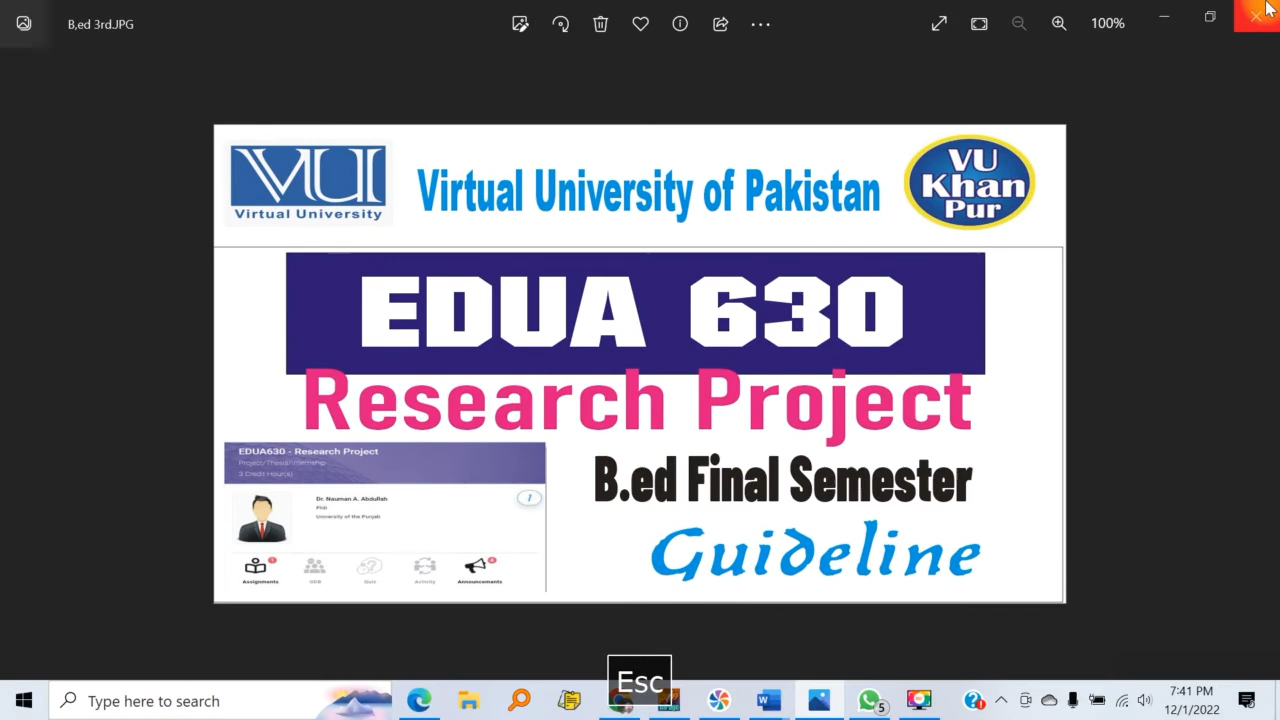 B,ed 3rd.JPG
100%
VU
Virtual University
Virtual University of Pakistan
VU
Khan
Pur
EDUA 630
Research Project
EDUA630 - Research Project
Project/Thesis/Internship
3 Credit Hour(s)
Dr. Nauman A. Abdullah
PhD
University of the Punjab
Assignments
GDB
Quiz
Activity
Announcements
B.ed Final Semester
Guideline
Esc
Type here to search
5
7:41 PM
12/1/2022